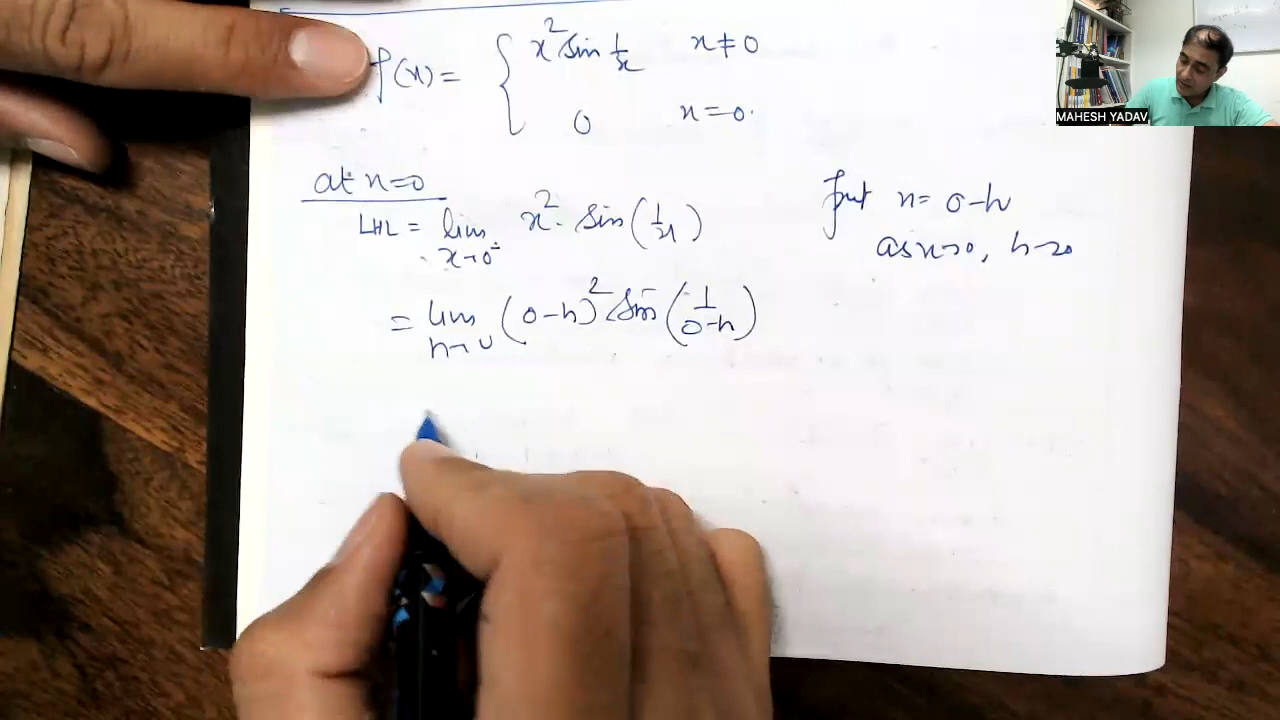 f(x) = { x² sin 1/x x ≠ 0
0 x = 0.
at x=0
LHL = lim x→0⁻ x². sin(1/x)
= lim h→0 (0-h)² sin(1/0-h)
put x = 0-h
as x→0, h→0
MAHESH YADAV